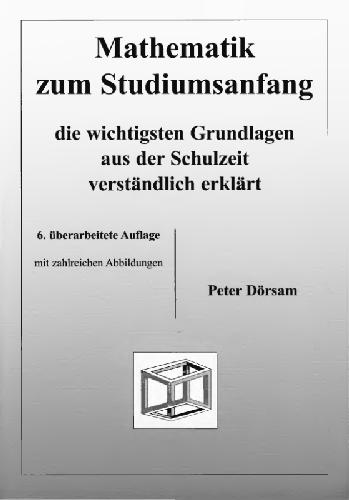 Mathematik
zum Studiumsanfang
die wichtigsten Grundlagen
aus der Schulzeit
verständlich erklärt
6. überarbeitete Auflage
mit zahlreichen Abbildungen
Peter Dörsam